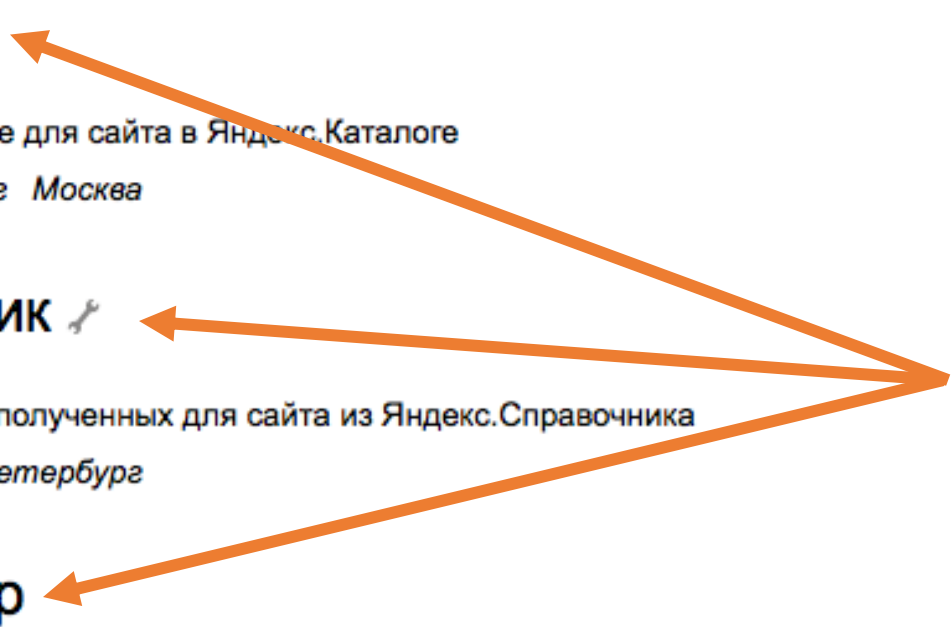 е для сайта в Яндекс.Каталоге
г Москва
ик
полученных для сайта из Яндекс.Справочника
етербург
р